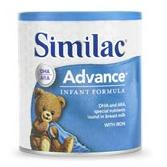 Similac
DHA
&
ARA
Advance
INFANT FORMULA
DHA and ARA,
special nutrients
found in breast milk
WITH IRON